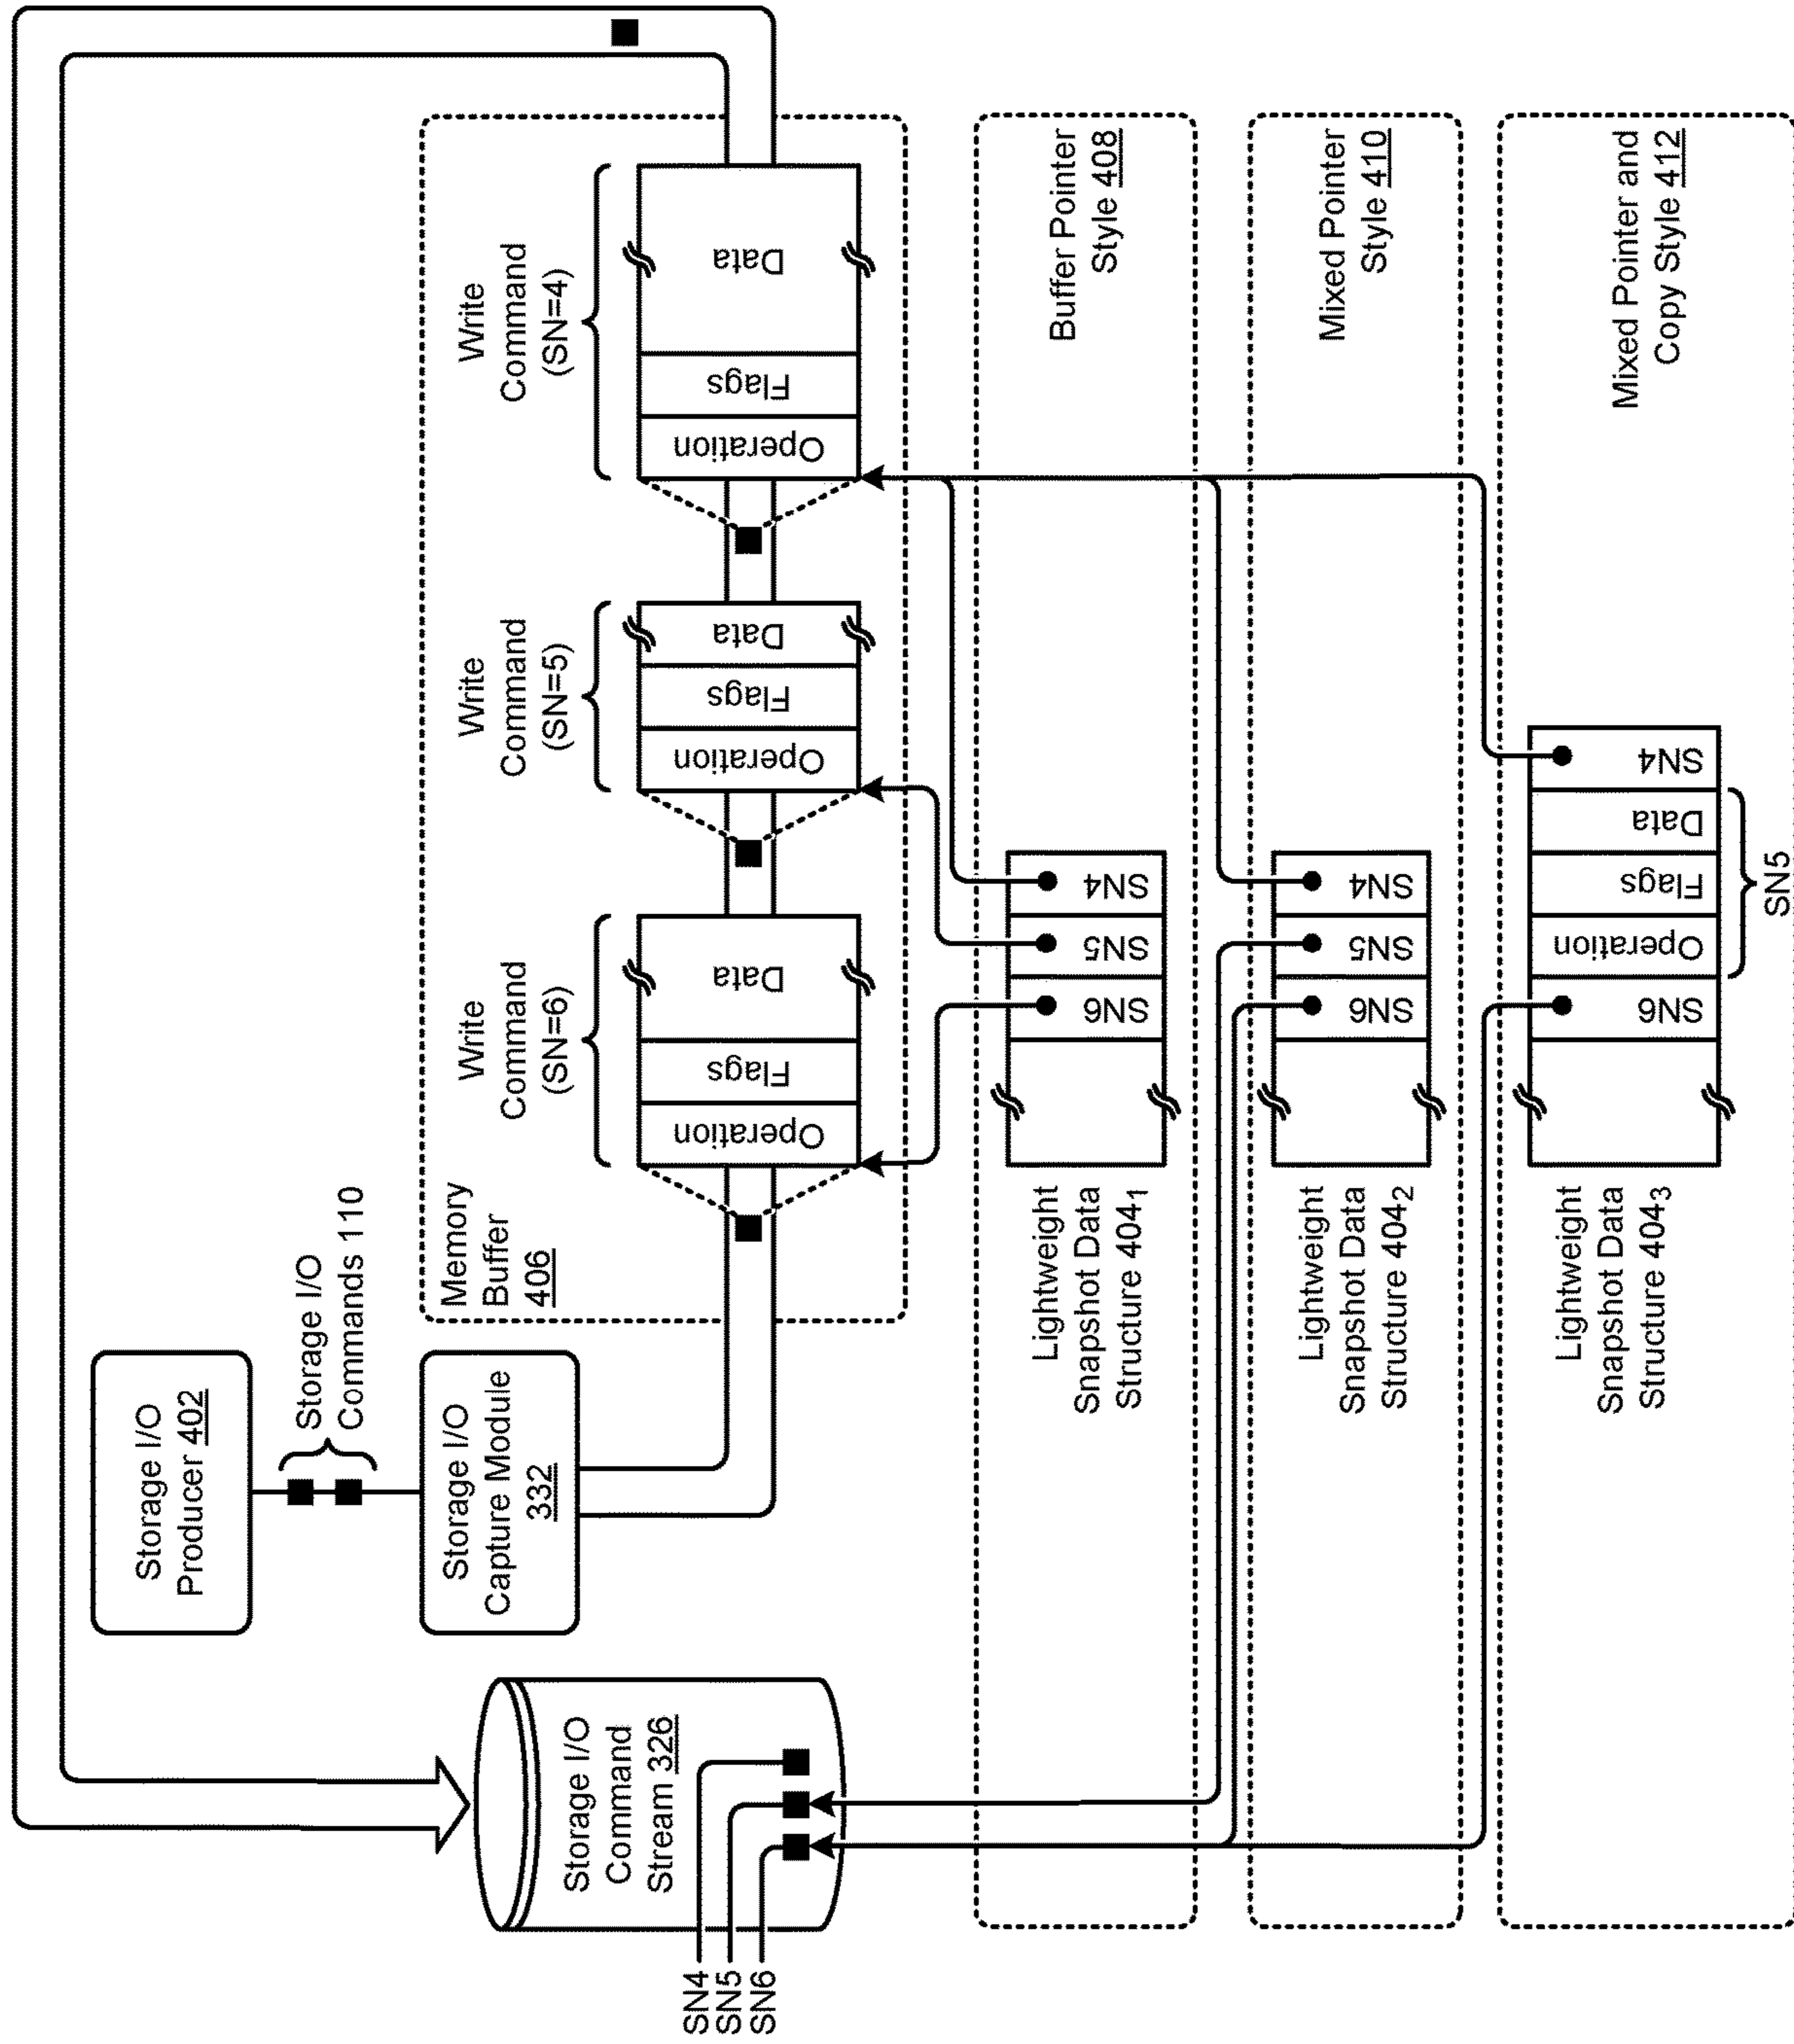 Storage I/O
Producer 402
Storage I/O
Commands 110
Storage I/O
Capture Module
332
Storage I/O
Command
Stream 326
SN4
SN5
SN6
Memory
Buffer
406
Write
Command
(SN=6)
Operation
Flags
Data
Write
Command
(SN=5)
Operation
Flags
Data
Write
Command
(SN=4)
Operation
Flags
Data
Lightweight
Snapshot Data
Structure 404₁
SN6
SN5
SN4
Buffer Pointer
Style 408
Lightweight
Snapshot Data
Structure 404₂
SN6
SN5
SN4
Mixed Pointer
Style 410
Lightweight
Snapshot Data
Structure 404₃
SN6
Operation
Flags
Data
SN4
SN5
Mixed Pointer and
Copy Style 412